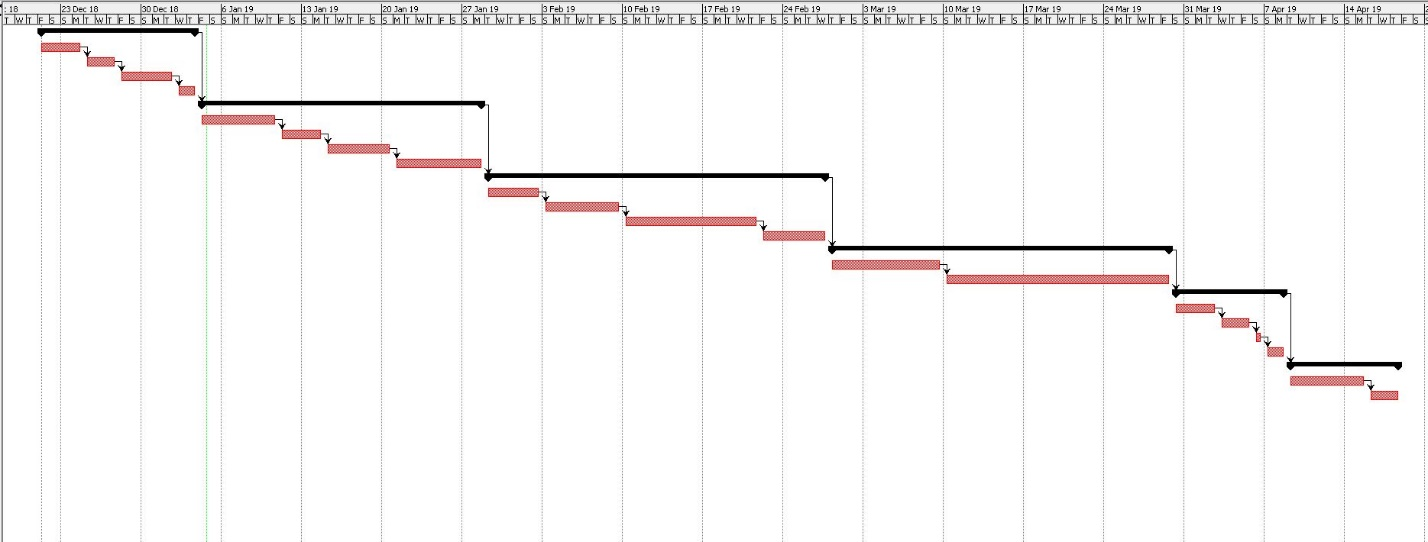 : 18 23 Dec 18 30 Dec 18 6 Jan 19 13 Jan 19 20 Jan 19 27 Jan 19 3 Feb 19 10 Feb 19 17 Feb 19 24 Feb 19 3 Mar 19 10 Mar 19 17 Mar 19 24 Mar 19 31 Mar 19 7 Apr 19 14 Apr 19
T W T F S S M T W T F S S M T W T F S S M T W T F S S M T W T F S S M T W T F S S M T W T F S S M T W T F S S M T W T F S S M T W T F S S M T W T F S S M T W T F S S M T W T F S S M T W T F S S M T W T F S S M T W T F S S M T W T F S S M T W T F S